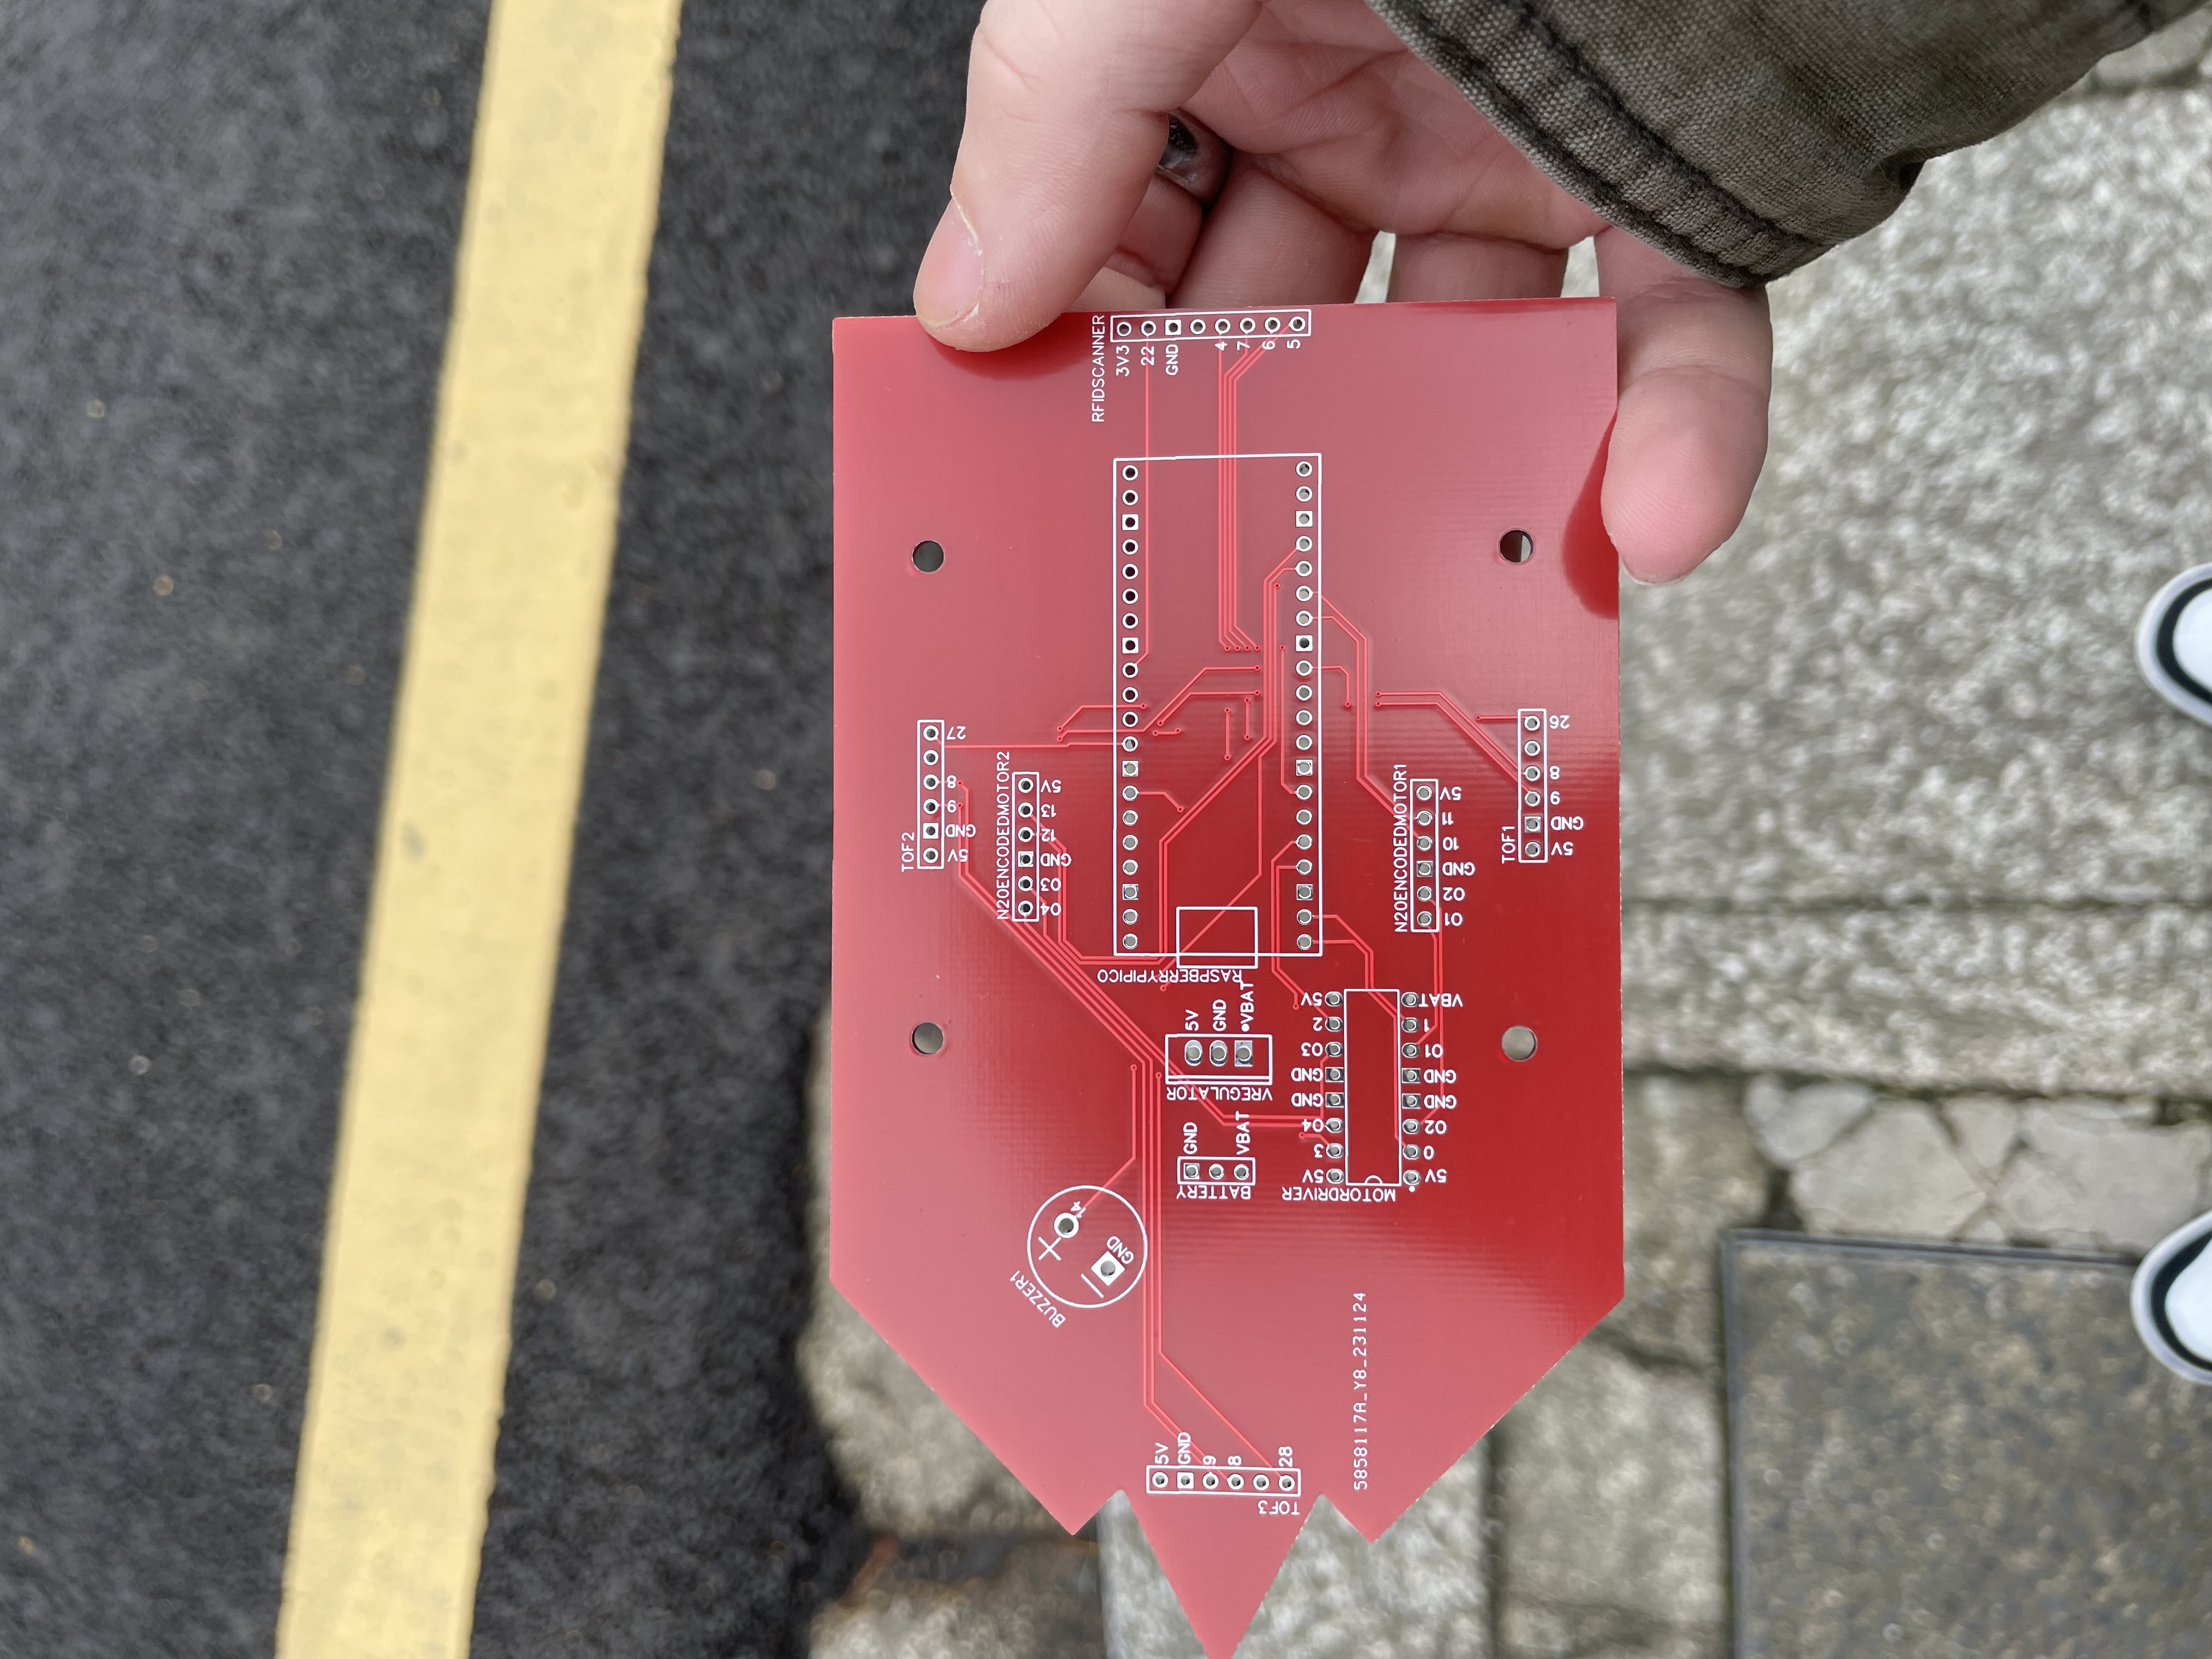 TOF2
5V
GND
9
8
27
N20ENCODEDMOTOR2
04
03
GND
12
13
5V
BUZZER1
14
GND
RFIDSCANNER
3V3
22
GND
4
7
6
5
5V
GND
9
8
28
TOF3
BATTERY
GND
VBAT
VREGULATOR
5V
GND
VBAT
RASPBERRYPIPICO
MOTORDRIVER
5V
3
04
GND
GND
03
2
5V
5V
0
02
GND
GND
01
1
VBAT
5858117A_Y8_231124
N20ENCODEDMOTOR1
01
02
GND
10
11
5V
TOF1
5V
GND
9
8
26